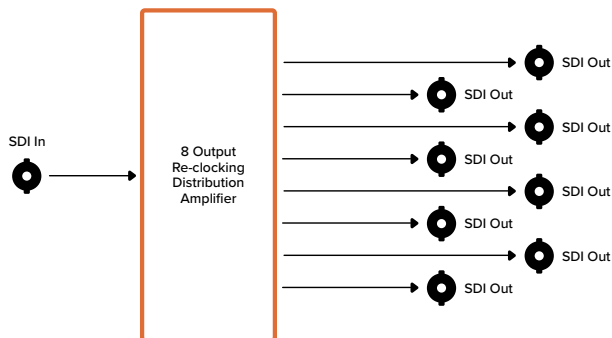 SDI In
8 Output
Re-clocking
Distribution
Amplifier
SDI Out
SDI Out
SDI Out
SDI Out
SDI Out
SDI Out
SDI Out
SDI Out